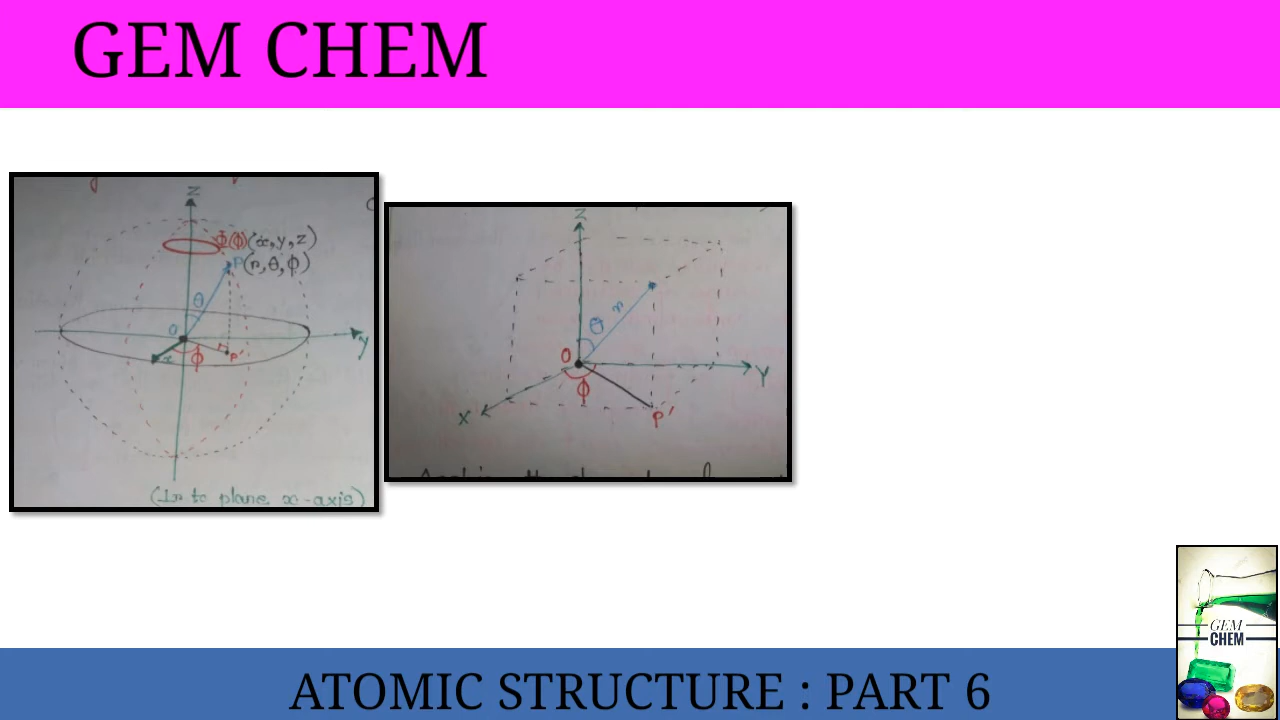 GEM CHEM
Z
Φ(ϕ)(x,y,z)
P(r,θ,ϕ)
θ
O
y
x
ϕ
P'
(⊥r to plane x-axis)
Z
r
θ
O
Y
ϕ
X
P'
GEM
CHEM
ATOMIC STRUCTURE : PART 6